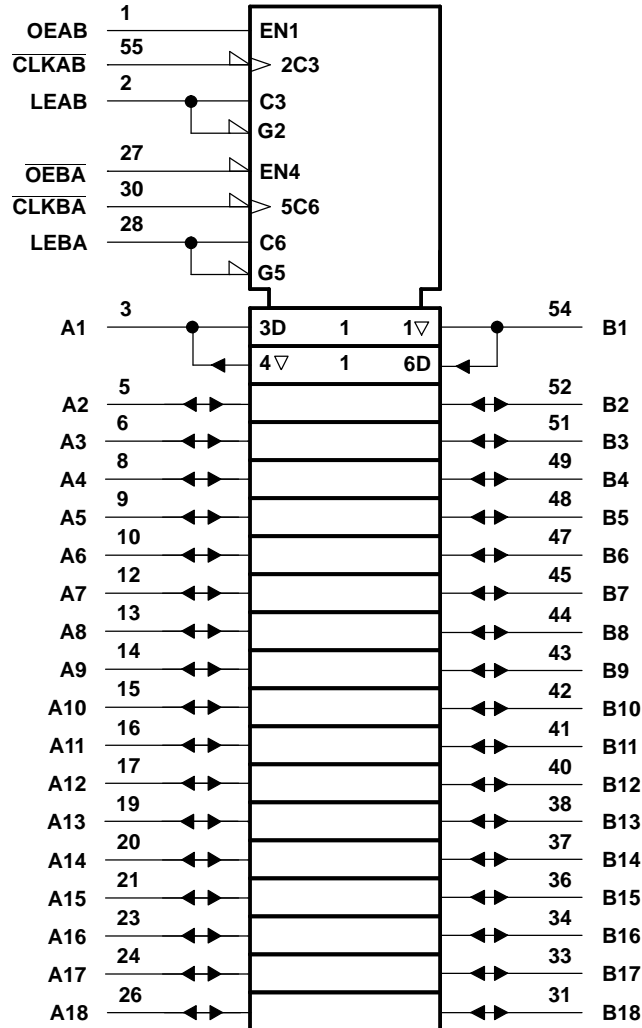 1
OEAB EN1
55
CLKAB 2C3
2
LEAB C3
G2
27
OEBA EN4
30
CLKBA 5C6
28
LEBA C6
G5
3 54
A1 3D 1 1▽ B1
4▽ 1 6D
5 52
A2 B2
6 51
A3 B3
8 49
A4 B4
9 48
A5 B5
10 47
A6 B6
12 45
A7 B7
13 44
A8 B8
14 43
A9 B9
15 42
A10 B10
16 41
A11 B11
17 40
A12 B12
19 38
A13 B13
20 37
A14 B14
21 36
A15 B15
23 34
A16 B16
24 33
A17 B17
26 31
A18 B18